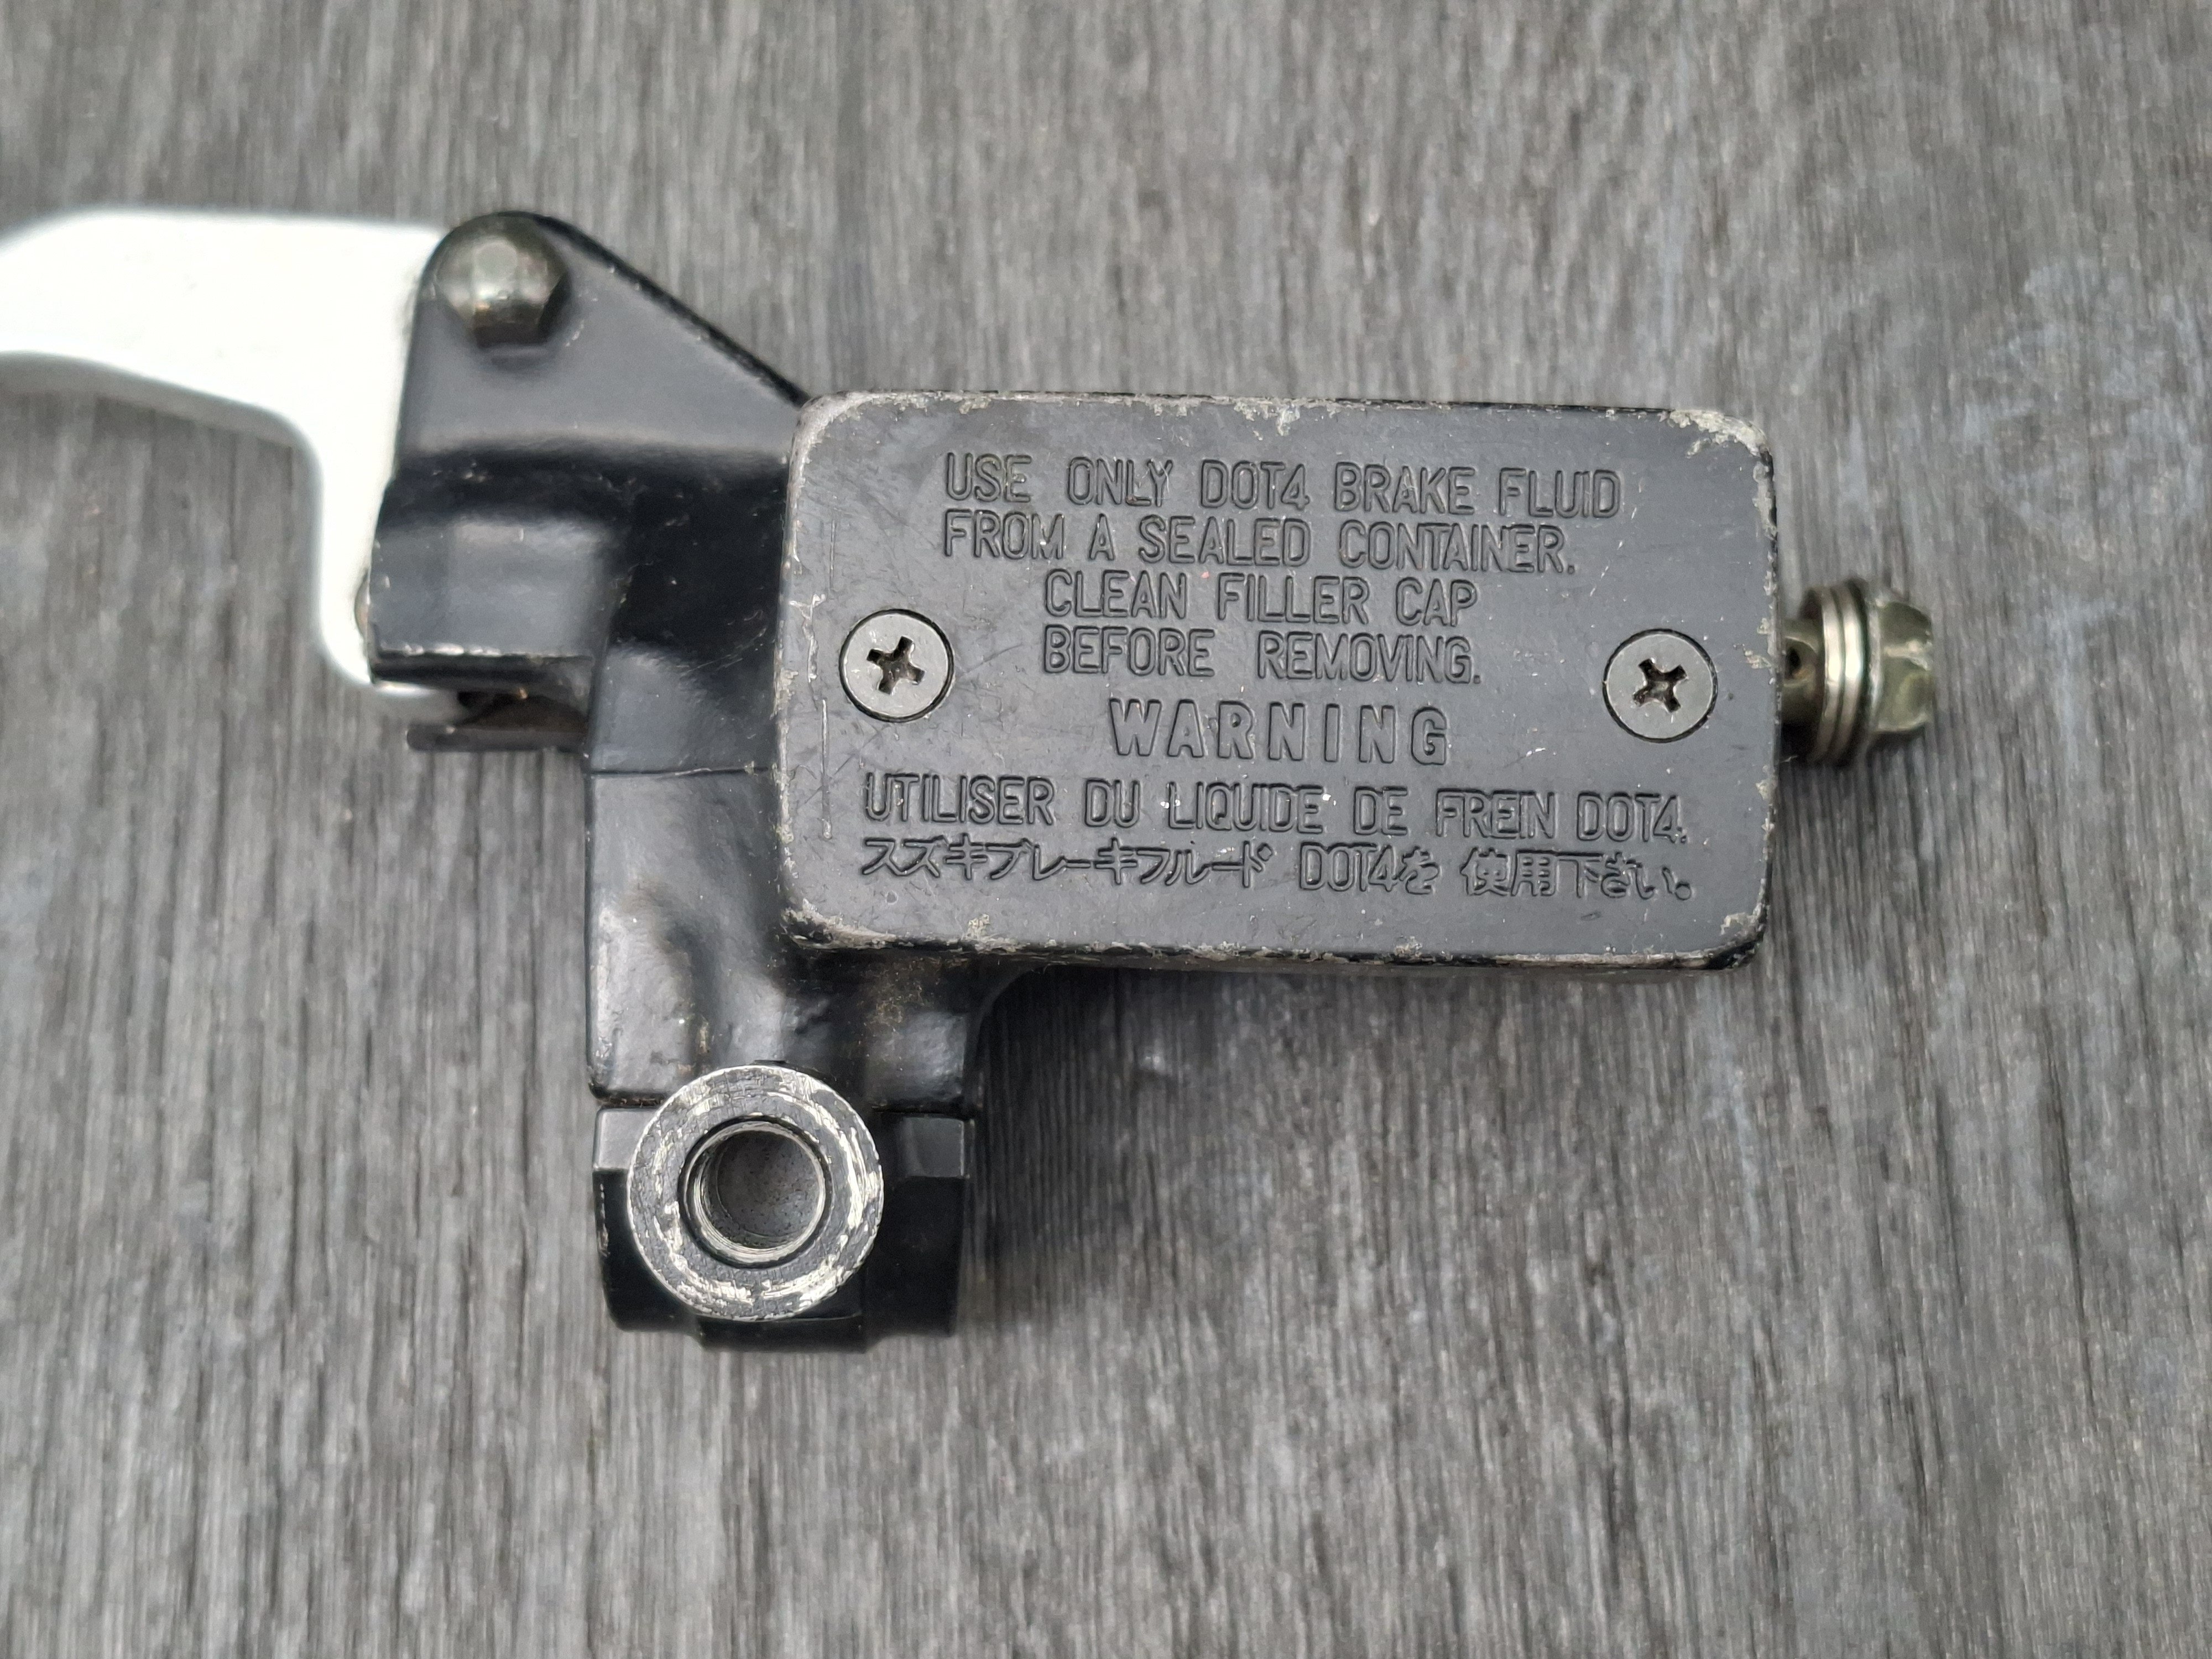 USE ONLY DOT4 BRAKE FLUID
FROM A SEALED CONTAINER.
CLEAN FILLER CAP
BEFORE REMOVING.
WARNING
UTILISER DU LIQUIDE DE FREIN DOT4.
スズキブレーキフルード DOT4を 使用下さい。